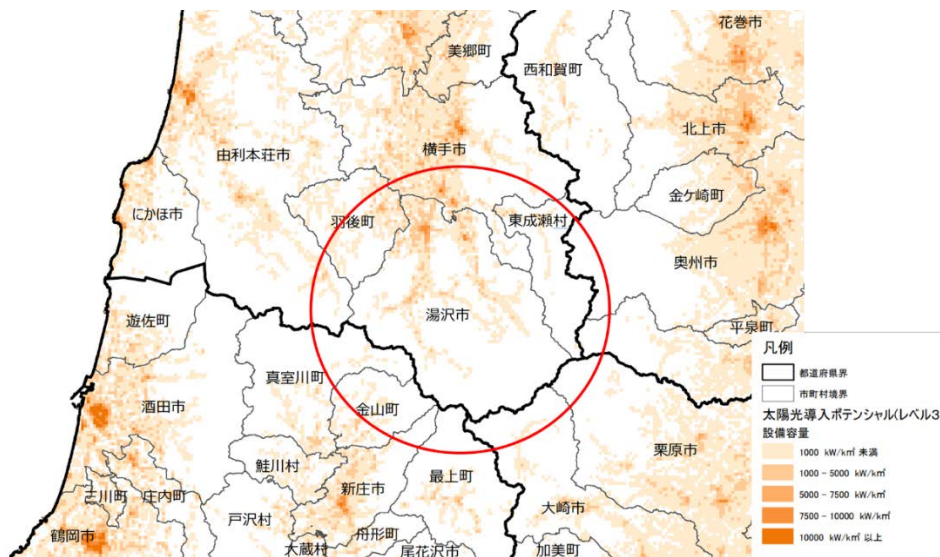 花巻市
美郷町
西和賀町
北上市
由利本荘市
横手市
金ケ崎町
にかほ市
羽後町
東成瀬村
奥州市
湯沢市
遊佐町
平泉町
真室川町
酒田市
金山町
栗原市
鮭川村
最上町
新庄市
三川町
庄内町
大崎市
戸沢村
鶴岡市
舟形町
大蔵村
尾花沢市
加美町
凡例
都道府県界
市町村境界
太陽光導入ポテンシャル(レベル3
設備容量
1000 kW/k㎡ 未満
1000 - 5000 kW/k㎡
5000 - 7500 kW/k㎡
7500 - 10000 kW/k㎡
10000 kW/k㎡ 以上